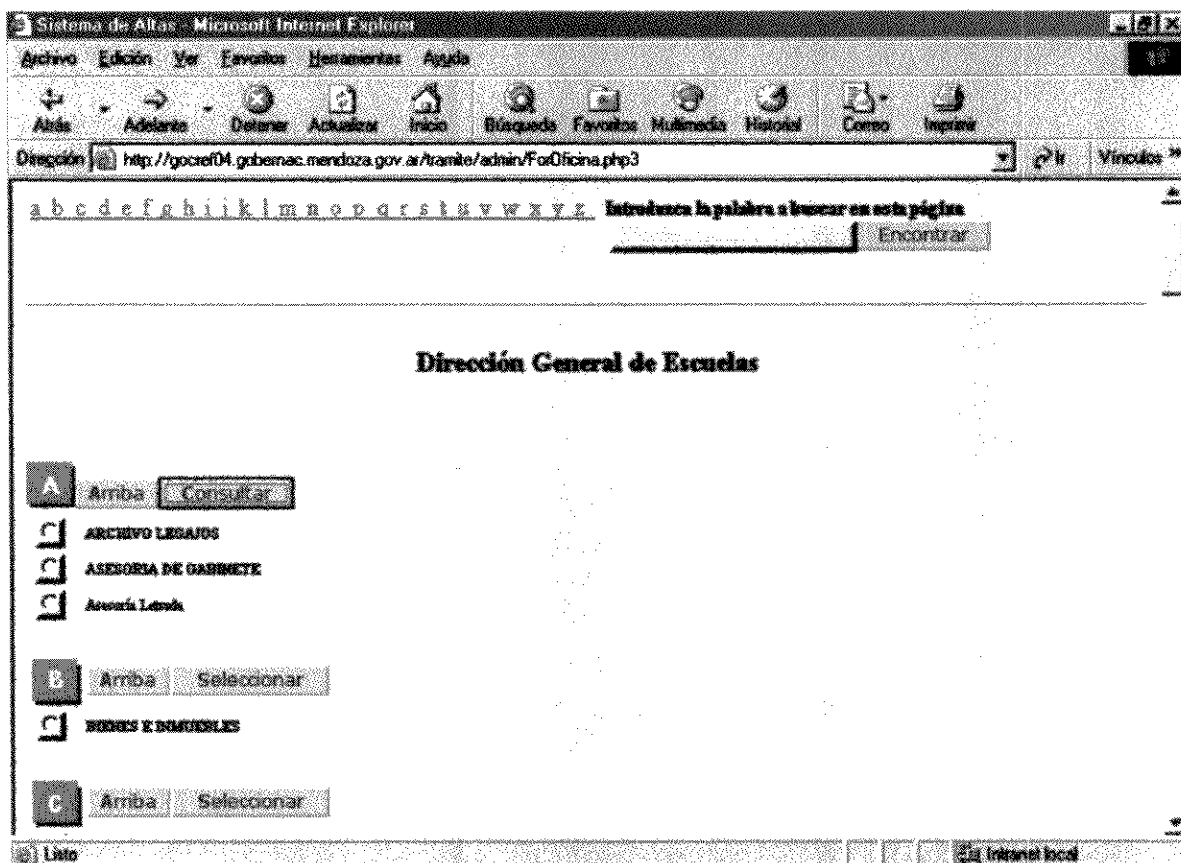 Sistema de Altas - Microsoft Internet Explorer
Archivo Edición Ver Favoritos Herramientas Ayuda
Atrás Adelante Detener Actualizar Inicio Búsqueda Favoritos Multimedia Historial Correo Imprimir
Dirección http://gocref04.gobernac.mendoza.gov.ar/tramite/admin/ForOficina.php3 Ir Vínculos »
a b c d e f g h i j k l m n o p q r s t u v w x y z Introduzca la palabra a buscar en esta página
Encontrar
Dirección General de Escuelas
A Arriba Consultar
ARCHIVO LEGAJOS
ASESORIA DE GABINETE
Asesoría Letrada
B Arriba Seleccionar
BIENES E INMUEBLES
C Arriba Seleccionar
Listo Intranet local